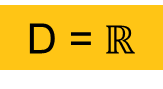 D = ℝ